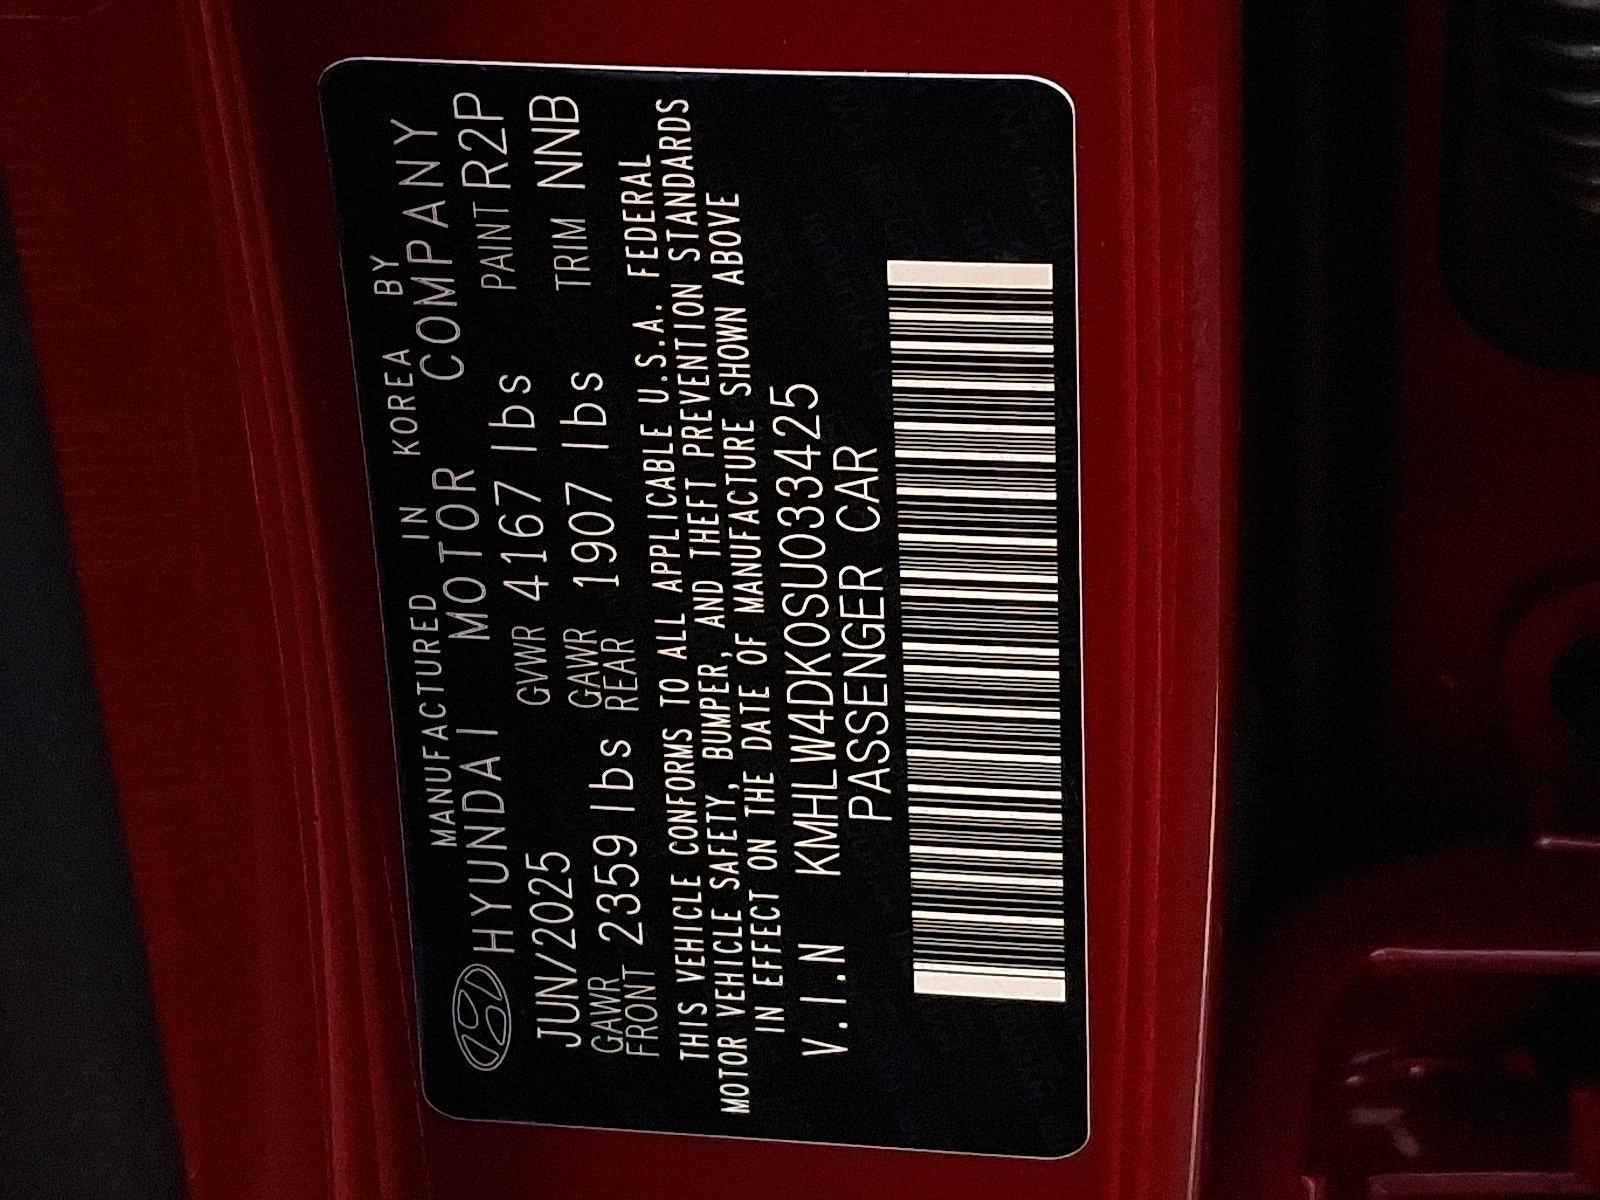 MANUFACTURED IN KOREA BY
HYUNDAI MOTOR COMPANY
JUN/2025 GVWR 4167 lbs PAINT R2P
GAWR FRONT 2359 lbs GAWR REAR 1907 lbs TRIM NNB
THIS VEHICLE CONFORMS TO ALL APPLICABLE U.S.A. FEDERAL
MOTOR VEHICLE SAFETY, BUMPER, AND THEFT PREVENTION STANDARDS
IN EFFECT ON THE DATE OF MANUFACTURE SHOWN ABOVE
V.I.N KMHLW4DK0SU033425
PASSENGER CAR